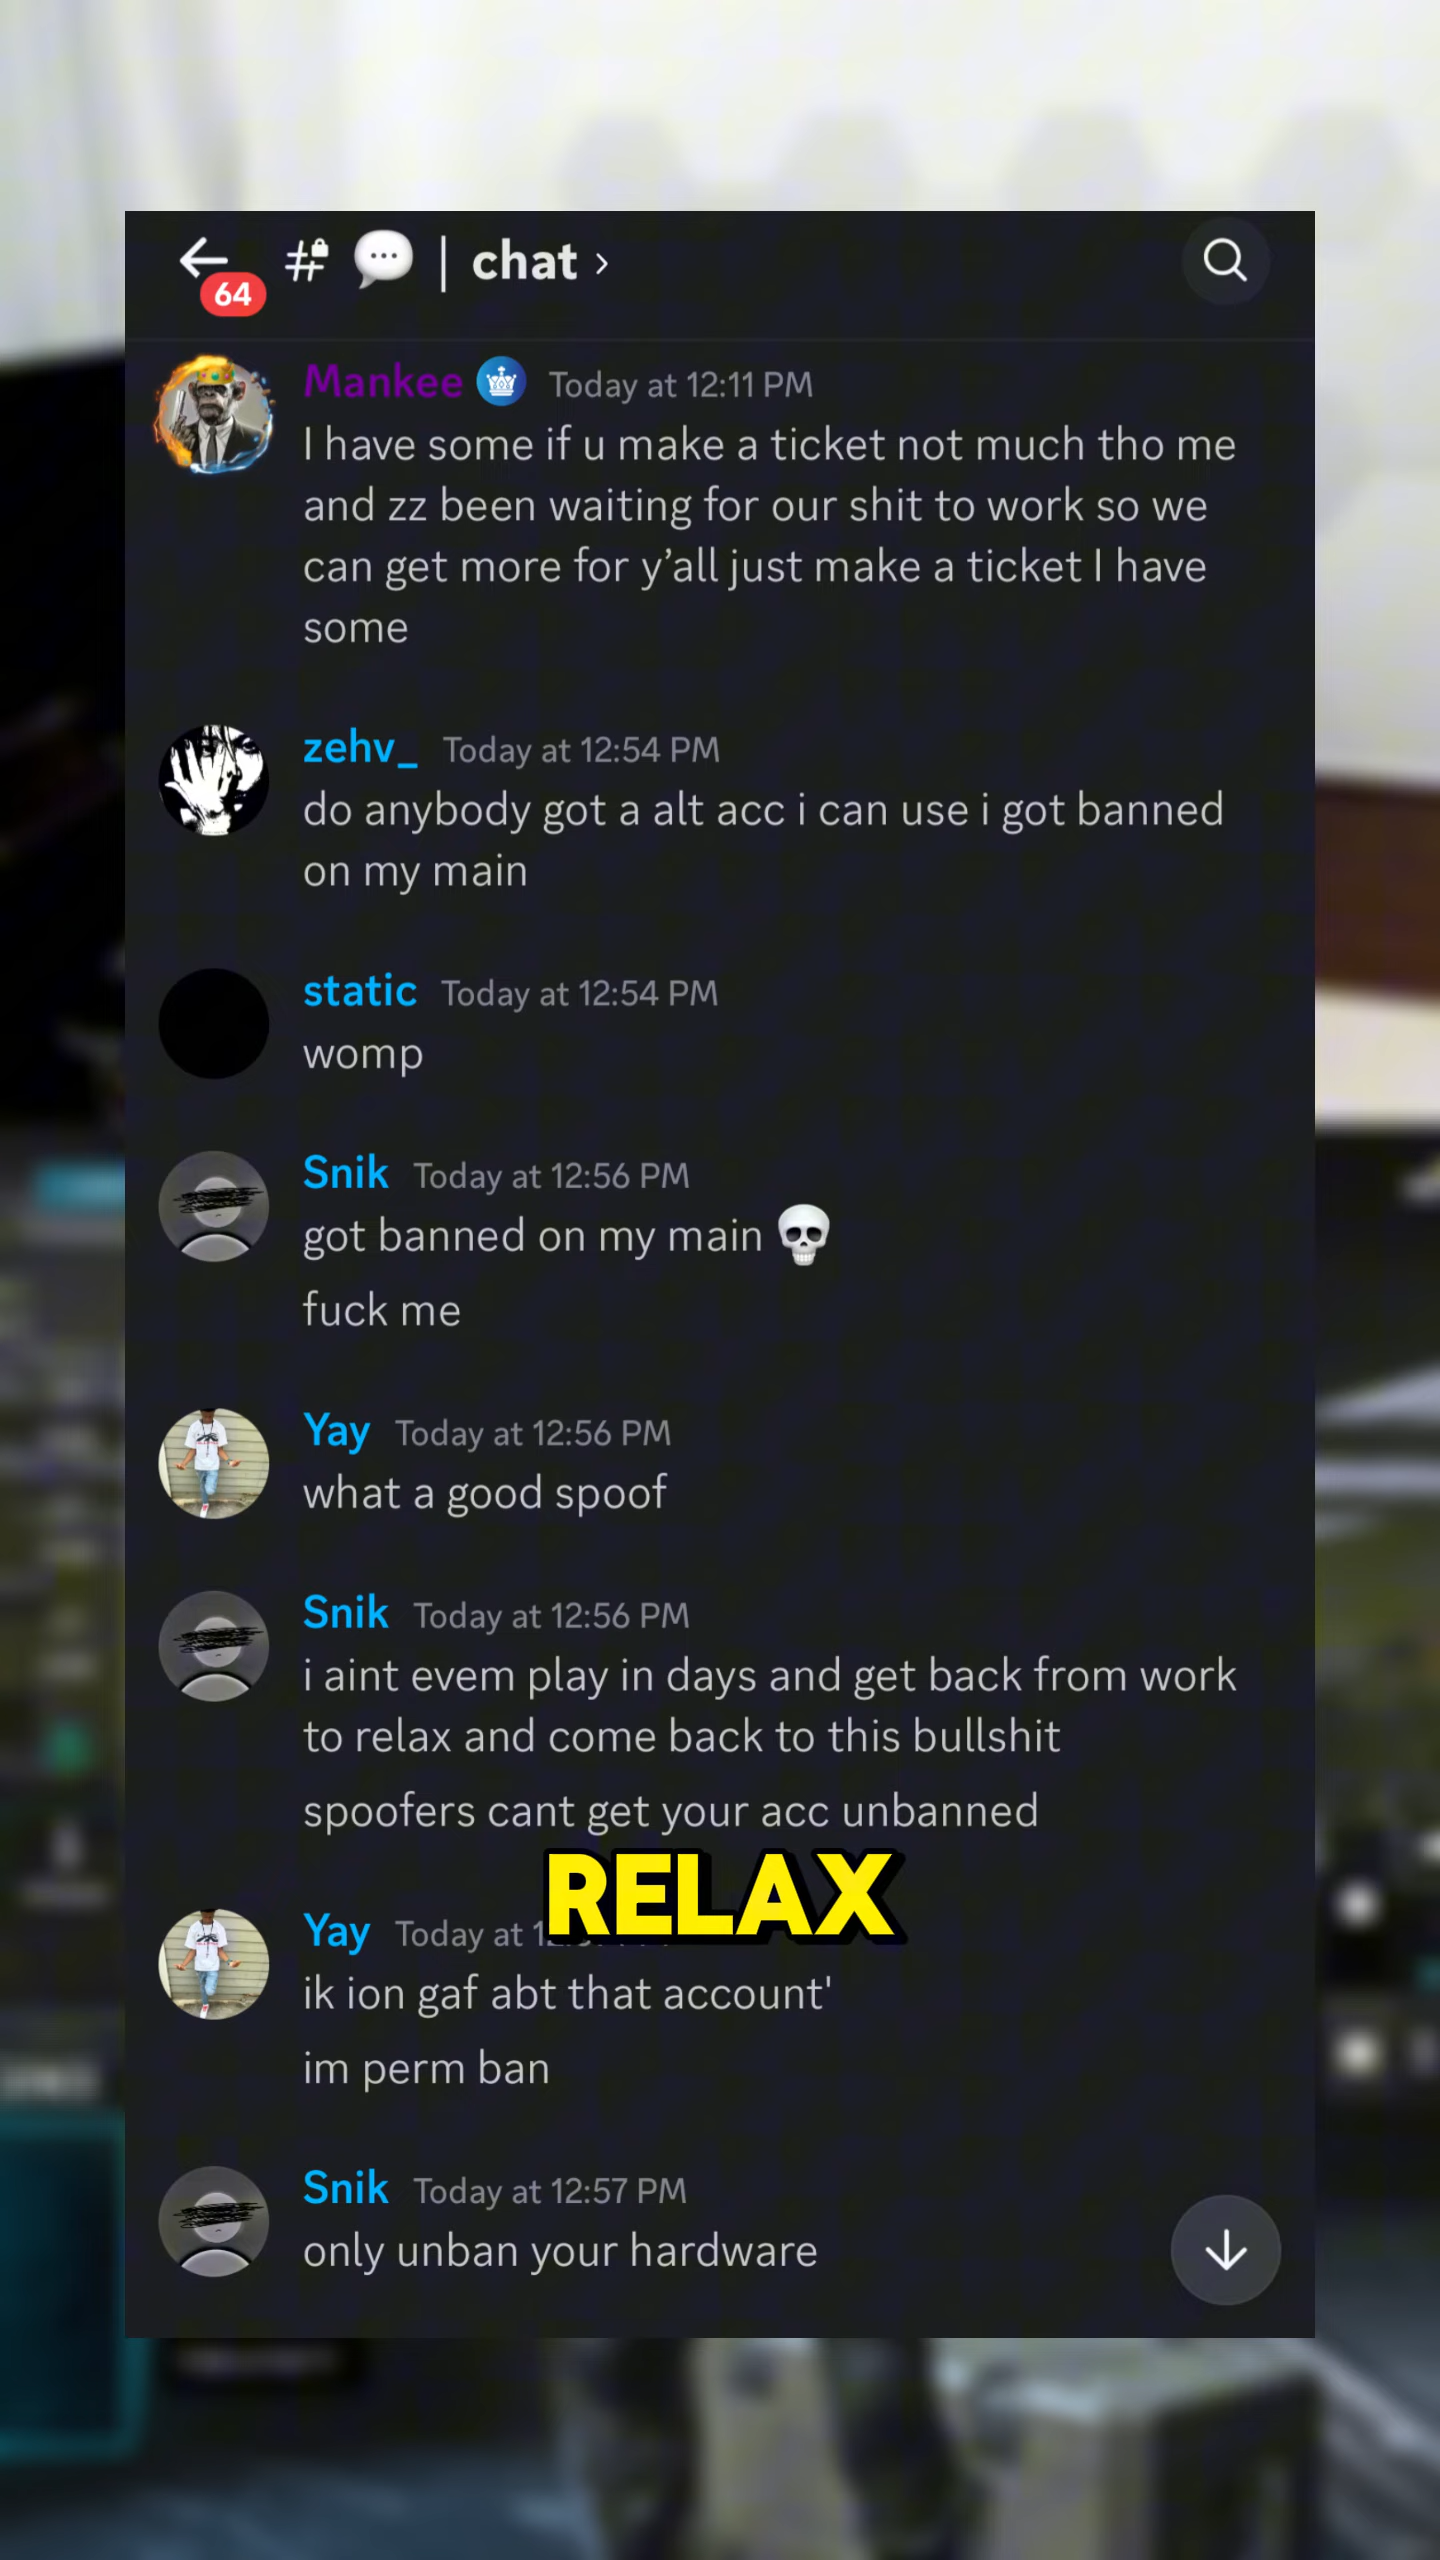 64
chat
Mankee Today at 12:11 PM
I have some if u make a ticket not much tho me
and zz been waiting for our shit to work so we
can get more for y’all just make a ticket I have
some
zehv_ Today at 12:54 PM
do anybody got a alt acc i can use i got banned
on my main
static Today at 12:54 PM
womp
Snik Today at 12:56 PM
got banned on my main 💀
fuck me
Yay Today at 12:56 PM
what a good spoof
Snik Today at 12:56 PM
i aint evem play in days and get back from work
to relax and come back to this bullshit
spoofers cant get your acc unbanned
RELAX
Yay Today at
ik ion gaf abt that account'
im perm ban
Snik Today at 12:57 PM
only unban your hardware